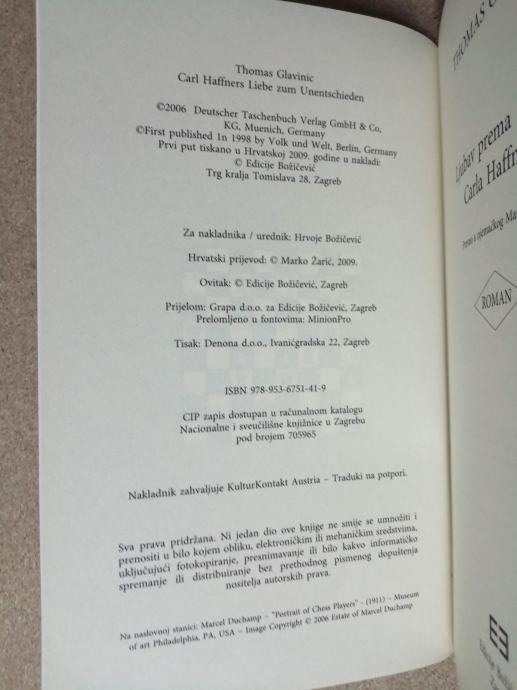 Thomas Glavinic
Carl Haffners Liebe zum Unentschieden
©2006 Deutscher Taschenbuch Verlag GmbH & Co,
KG, Muenich, Germany
©First published 1n 1998 by Volk und Welt, Berlin, Germany
Prvi put tiskano u Hrvatskoj 2009. godine u nakladi:
© Edicije Božičević
Trg kralja Tomislava 28, Zagreb
Za nakladnika / urednik: Hrvoje Božičević
Hrvatski prijevod: © Marko Žarić, 2009.
Ovitak: © Edicije Božičević, Zagreb
Prijelom: Grapa d.o.o. za Edicije Božičević, Zagreb
Prelomljeno u fontovima: MinionPro
Tisak: Denona d.o.o., Ivanićgradska 22, Zagreb
ISBN 978-953-6751-41-9
CIP zapis dostupan u računalnom katalogu
Nacionalne i sveučilišne knjižnice u Zagrebu
pod brojem 705965
Nakladnik zahvaljuje KulturKontakt Austria – Traduki na potpori.
Sva prava pridržana. Ni jedan dio ove knjige ne smije se umnožiti i
prenositi u bilo kojem obliku, elektroničkim ili mehaničkim sredstvima,
uključujući fotokopiranje, presnimavanje ili bilo kakvo informatičko
spremanje ili distribuiranje bez prethodnog pismenog dopuštenja
nositelja autorskih prava.
Na naslovnoj stanici: Marcel Duchamp – "Portrait of Chess Players" - (1911) – Museum
of art Philadelphia, PA, USA – Image Copyright © 2006 Estate of Marcel Duchamp
THOMAS
Ljubav prema
Carla
Preveo s njemačkog
ROMAN
Edicije